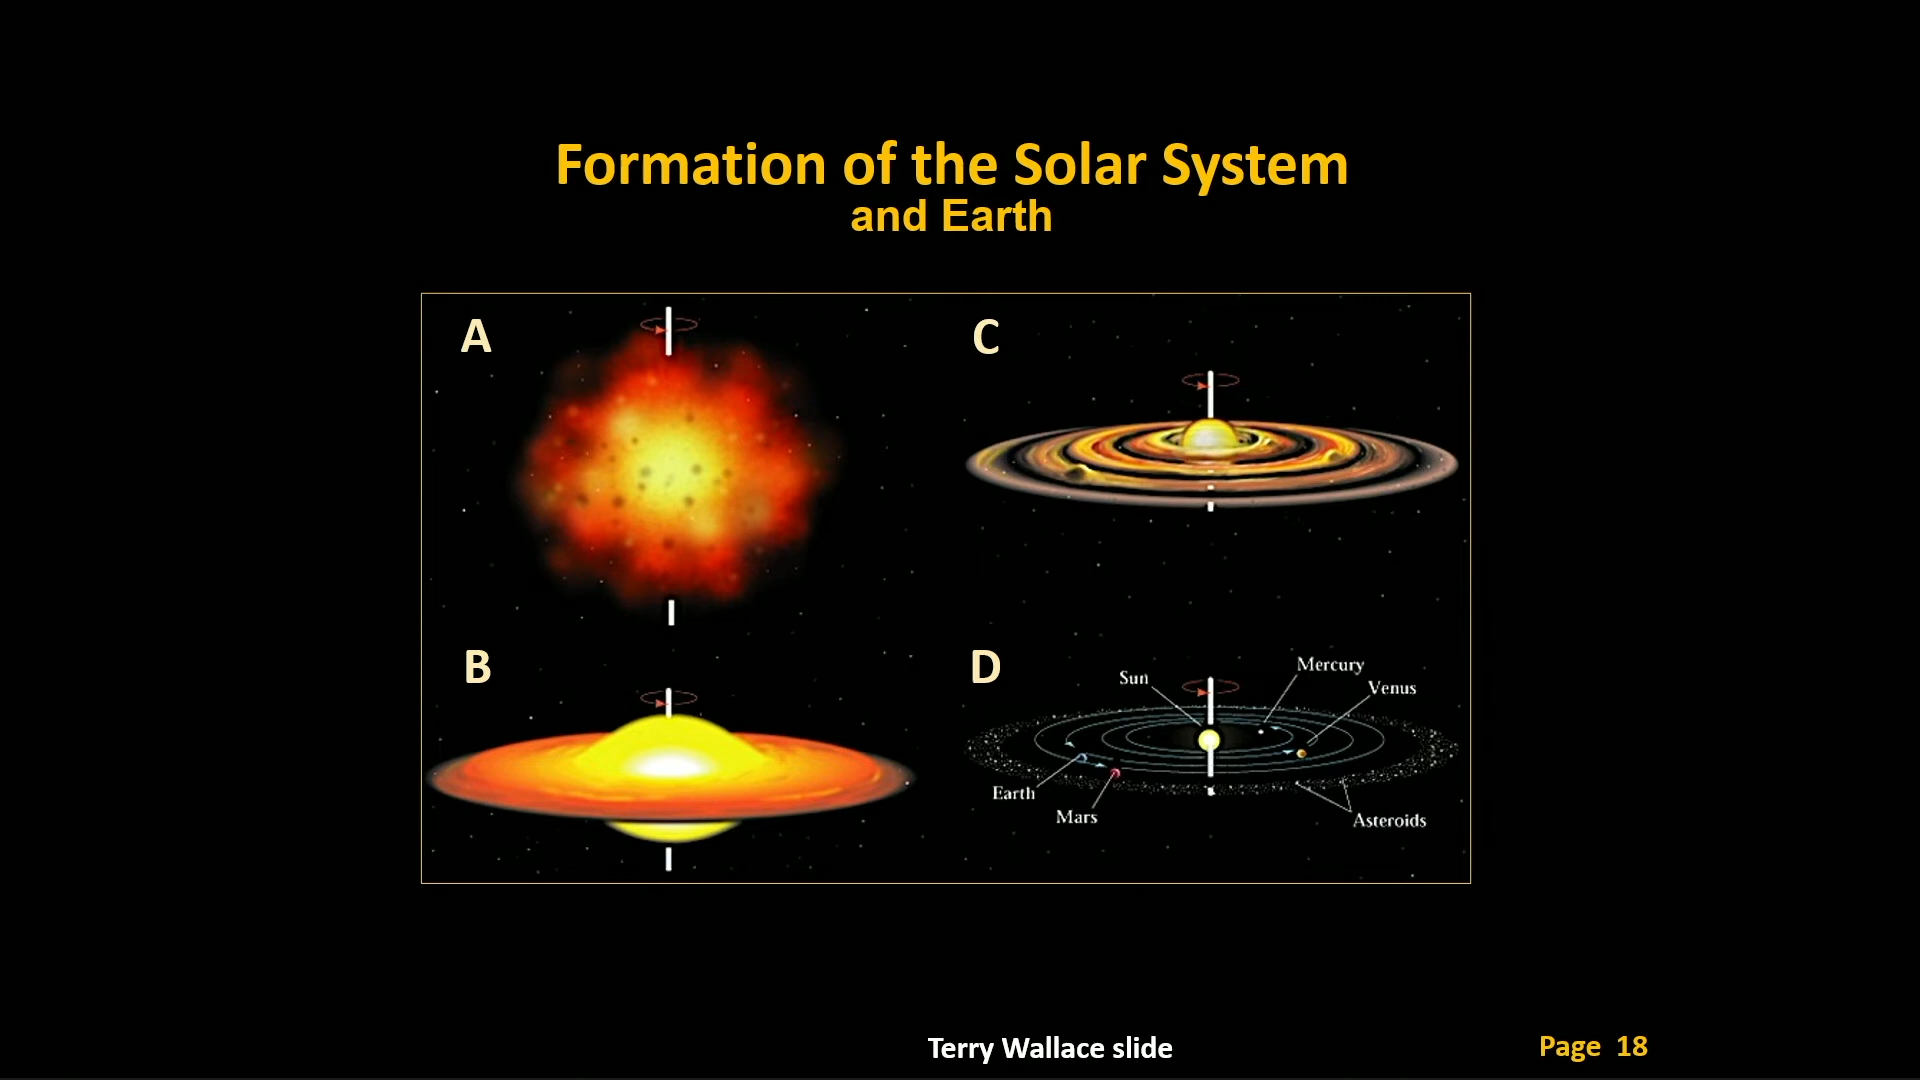 Formation of the Solar System
and Earth
A
B
C
D
Sun
Mercury
Venus
Earth
Mars
Asteroids
Terry Wallace slide
Page 18